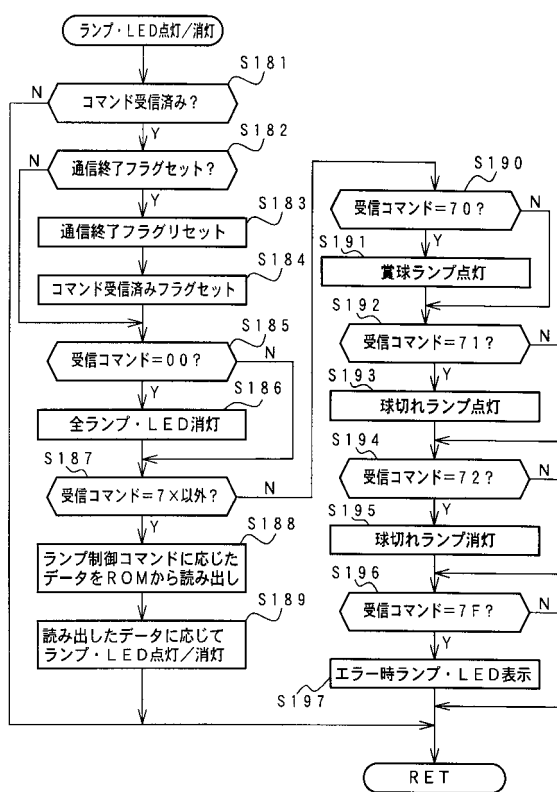 ランプ・LED点灯/消灯
S181
N
コマンド受信済み?
Y
S182
N
通信終了フラグセット?
Y
S183
通信終了フラグリセット
S184
コマンド受信済みフラグセット
S185
受信コマンド=00?
N
Y
S186
全ランプ・LED消灯
S187
受信コマンド=7×以外?
N
Y
S188
ランプ制御コマンドに応じた
データをROMから読み出し
S189
読み出したデータに応じて
ランプ・LED点灯/消灯
S190
受信コマンド=70?
N
S191
Y
賞球ランプ点灯
S192
受信コマンド=71?
N
S193
Y
球切れランプ点灯
S194
受信コマンド=72?
N
S195
Y
球切れランプ消灯
S196
受信コマンド=7F?
N
Y
エラー時ランプ・LED表示
S197
RET